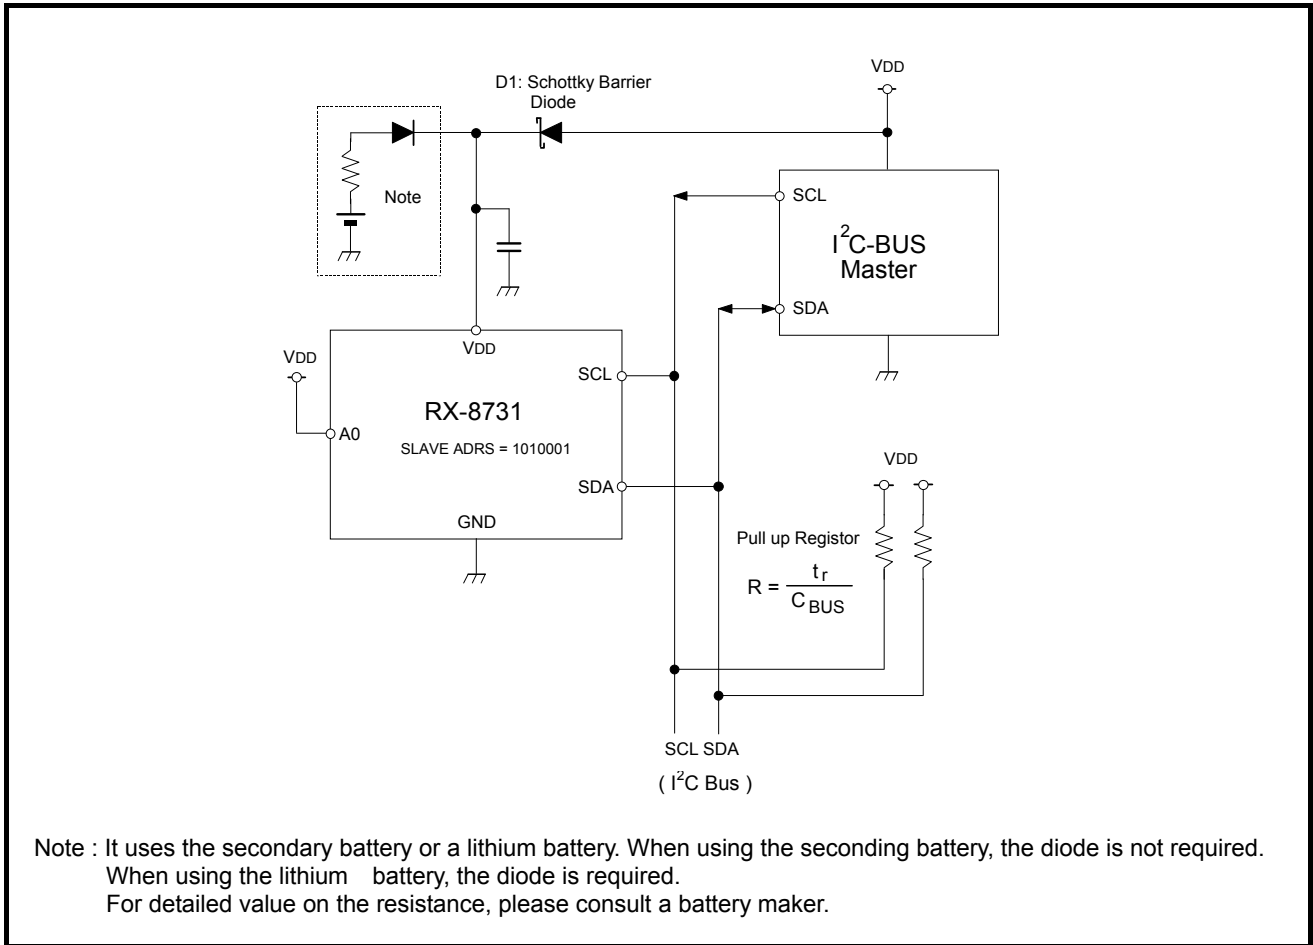 VDD
D1: Schottky Barrier
Diode
Note
SCL
I²C-BUS
Master
SDA
VDD
VDD
SCL
RX-8731
A0
SLAVE ADRS = 1010001
SDA
GND
VDD
Pull up Registor
R = tr / CBUS
SCL SDA
( I²C Bus )
Note : It uses the secondary battery or a lithium battery. When using the seconding battery, the diode is not required.
When using the lithium battery, the diode is required.
For detailed value on the resistance, please consult a battery maker.